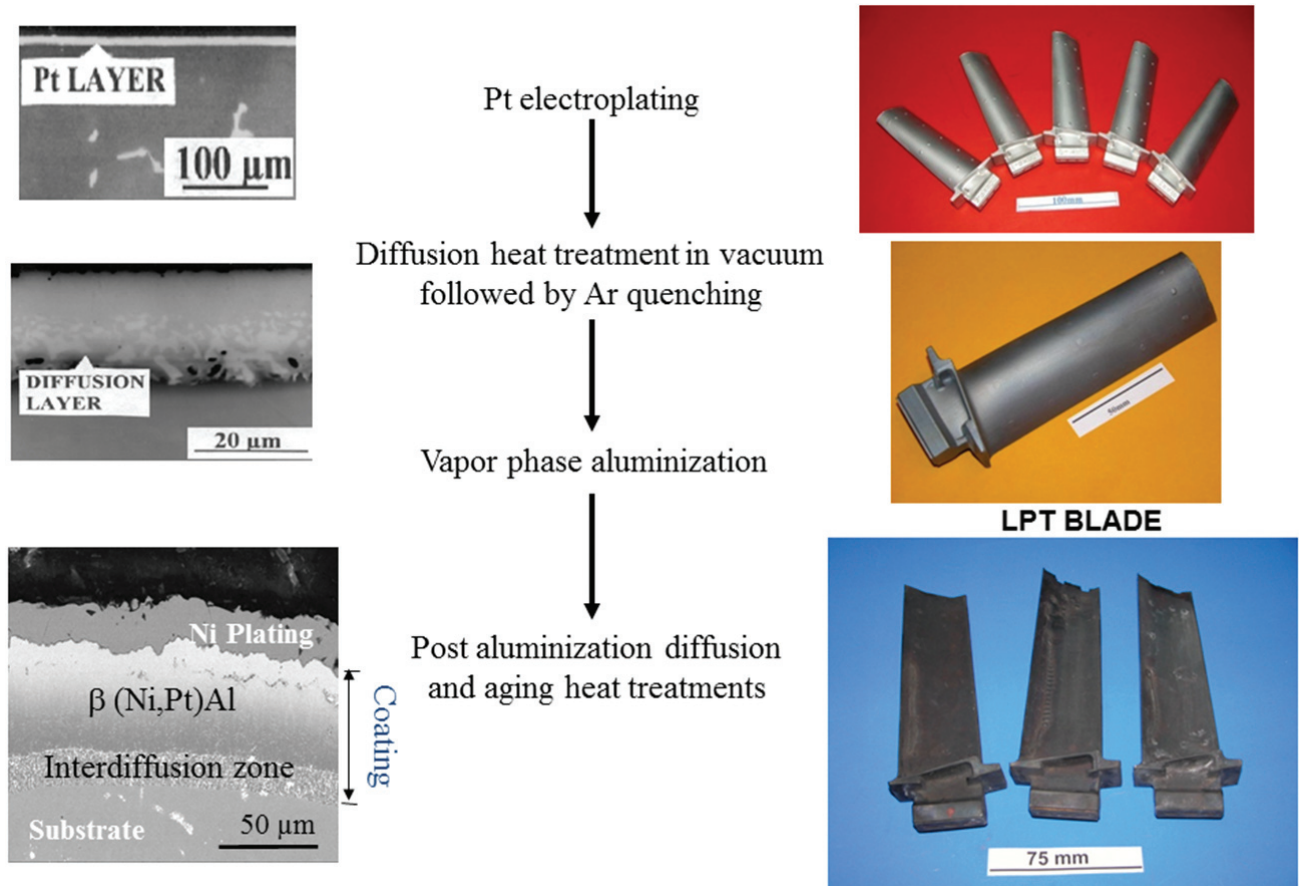 Pt LAYER
100 μm
Pt electroplating
100mm
Diffusion heat treatment in vacuum
followed by Ar quenching
DIFFUSION
LAYER
20 μm
50mm
Vapor phase aluminization
LPT BLADE
Ni Plating
β (Ni,Pt)Al
Interdiffusion zone
Substrate
50 μm
Coating
Post aluminization diffusion
and aging heat treatments
75 mm